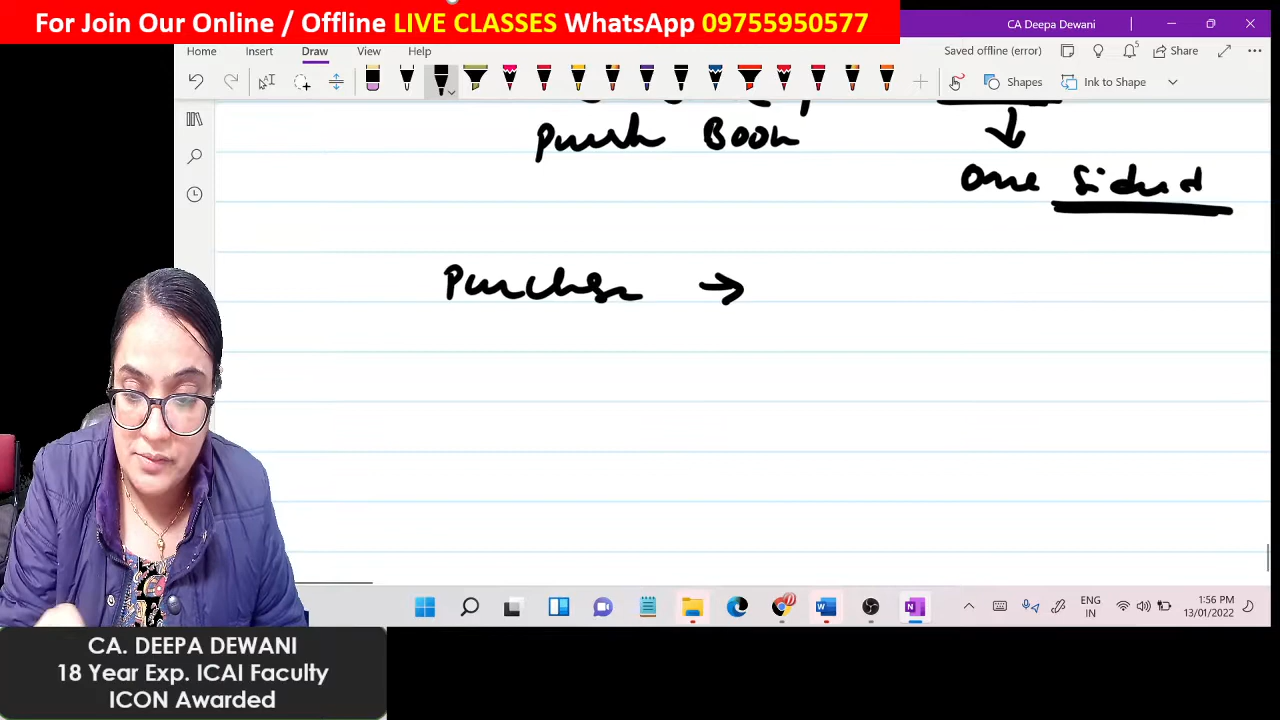 For Join Our Online / Offline LIVE CLASSES WhatsApp 09755950577
CA Deepa Dewani
Home Insert Draw View Help
Saved offline (error)
5
Share
Shapes
Ink to Shape
Book
One Sided
Purchase →
ENG
IN
1:56 PM
13/01/2022
CA. DEEPA DEWANI
18 Year Exp. ICAI Faculty
ICON Awarded